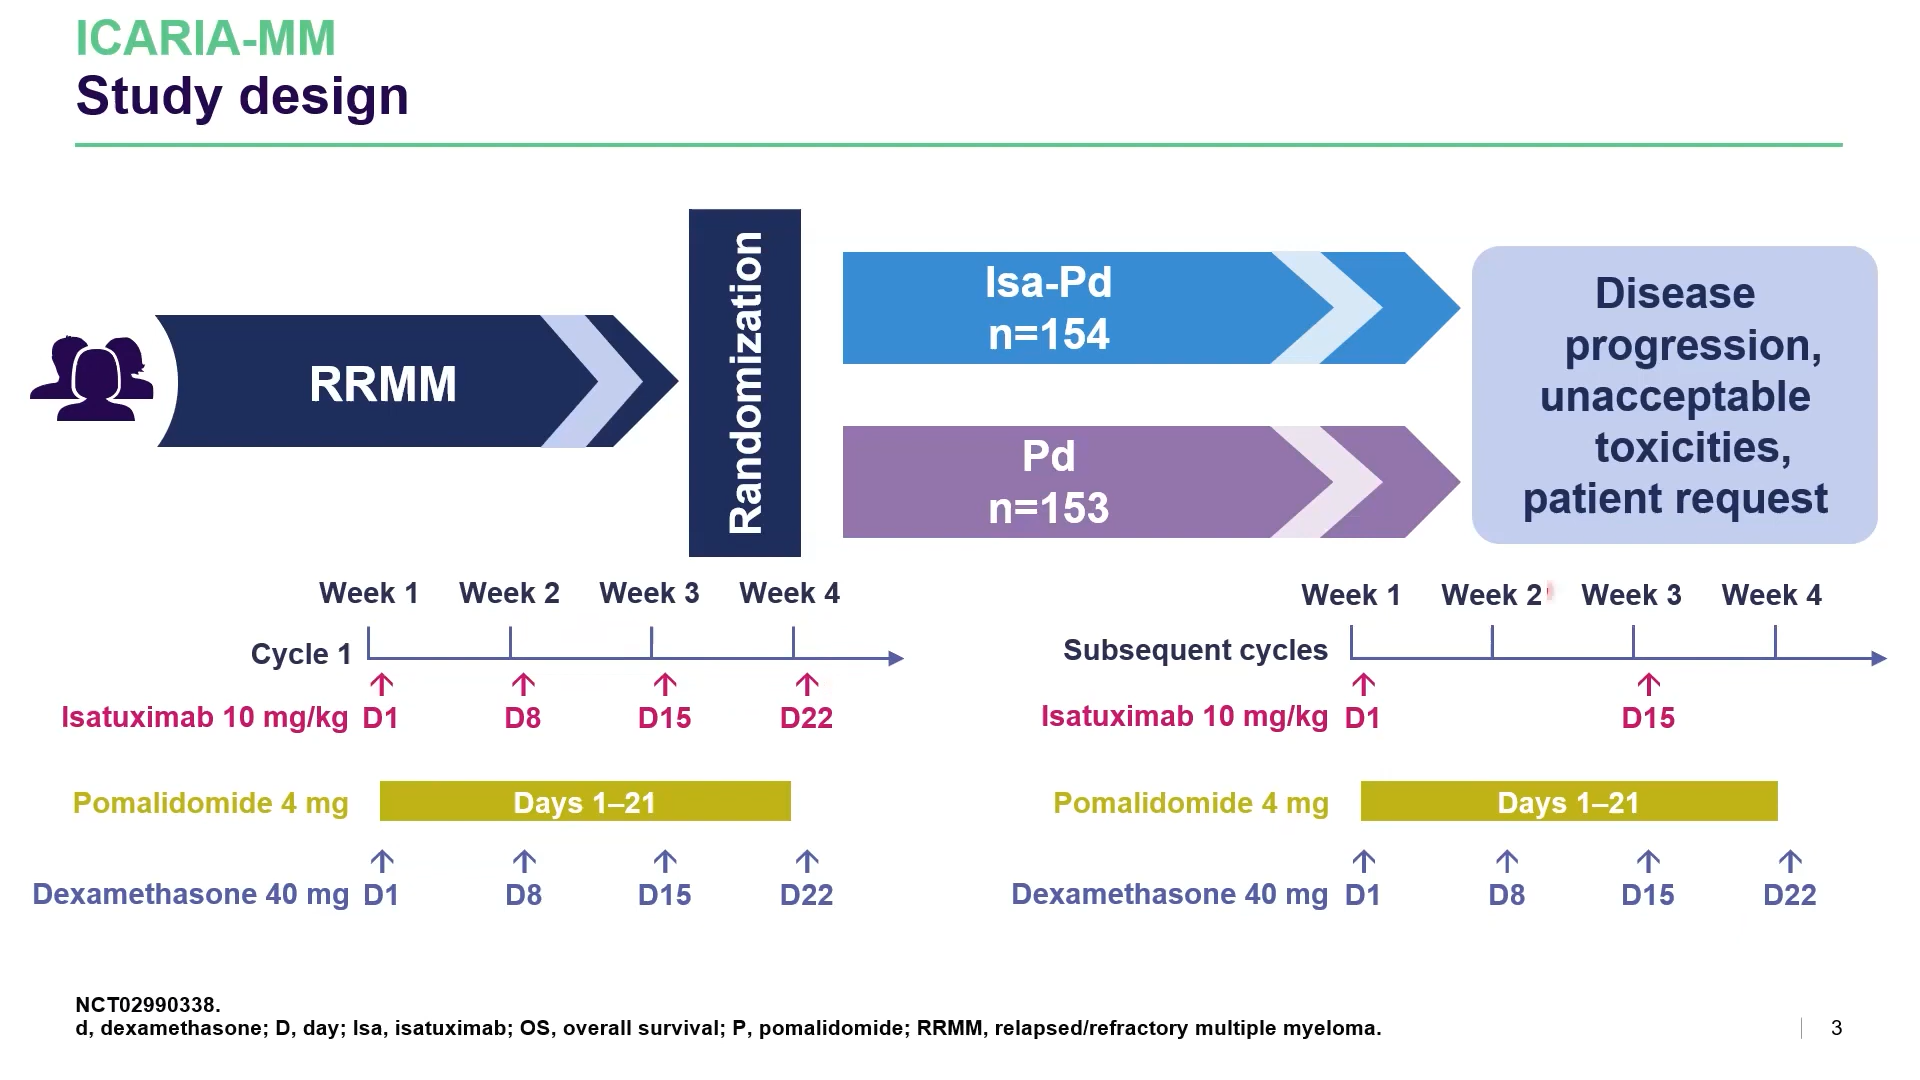 ICARIA-MM
Study design
RRMM
Randomization
Isa-Pd
n=154
Pd
n=153
Disease
progression,
unacceptable
toxicities,
patient request
Week 1 Week 2 Week 3 Week 4
Cycle 1
Isatuximab 10 mg/kg D1 D8 D15 D22
Pomalidomide 4 mg Days 1–21
Dexamethasone 40 mg D1 D8 D15 D22
Week 1 Week 2 Week 3 Week 4
Subsequent cycles
Isatuximab 10 mg/kg D1 D15
Pomalidomide 4 mg Days 1–21
Dexamethasone 40 mg D1 D8 D15 D22
NCT02990338.
d, dexamethasone; D, day; Isa, isatuximab; OS, overall survival; P, pomalidomide; RRMM, relapsed/refractory multiple myeloma.
3